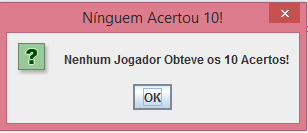 Nínguem Acertou 10!
Nenhum Jogador Obteve os 10 Acertos!
OK